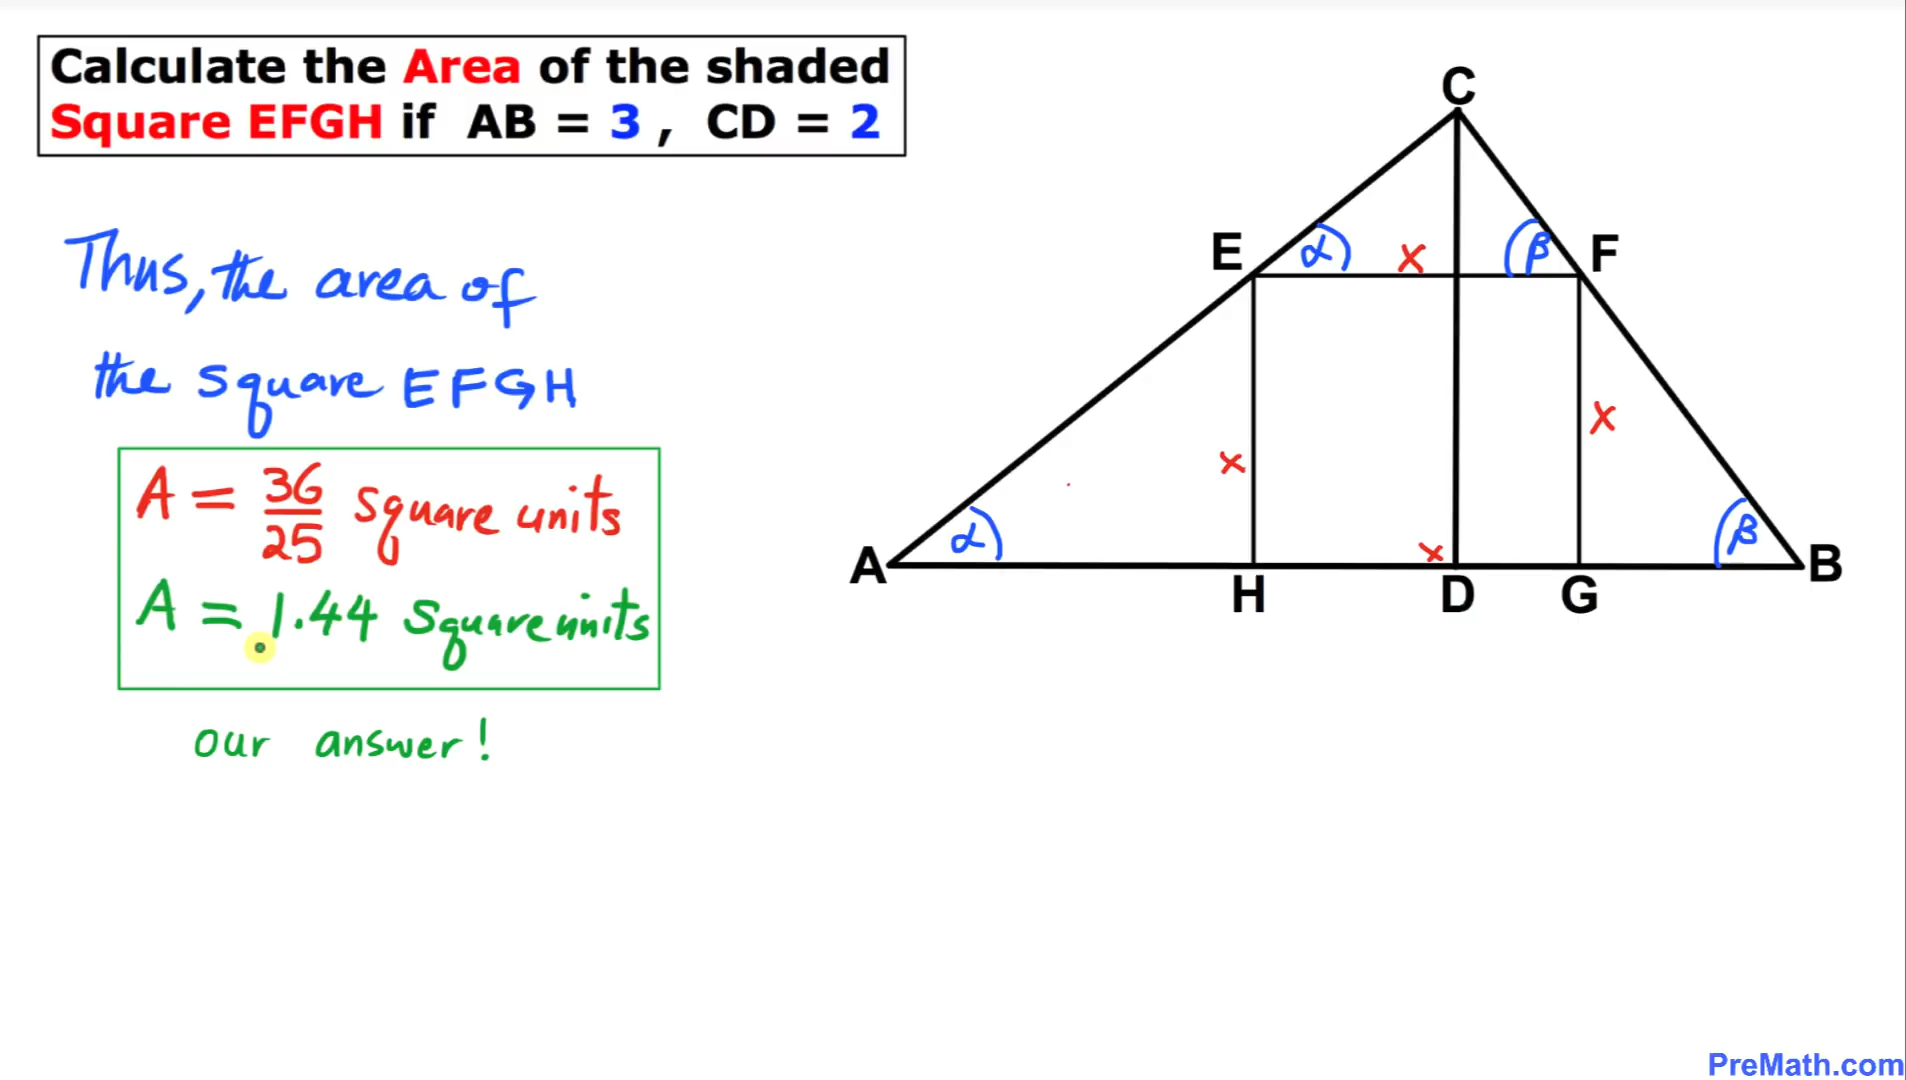 Calculate the Area of the shaded
Square EFGH if AB = 3 , CD = 2
Thus, the area of
the square EFGH
A = 36/25 square units
A = 1.44 square units
our answer!
C
E α x β F
x x
A α x β B
H D G
PreMath.com